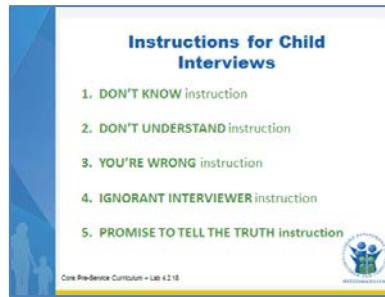 Instructions for Child
Interviews
1. DON'T KNOW instruction
2. DON'T UNDERSTAND instruction
3. YOU'RE WRONG instruction
4. IGNORANT INTERVIEWER instruction
5. PROMISE TO TELL THE TRUTH instruction
Core Pre-Service Curriculum – Lab 4.2.18